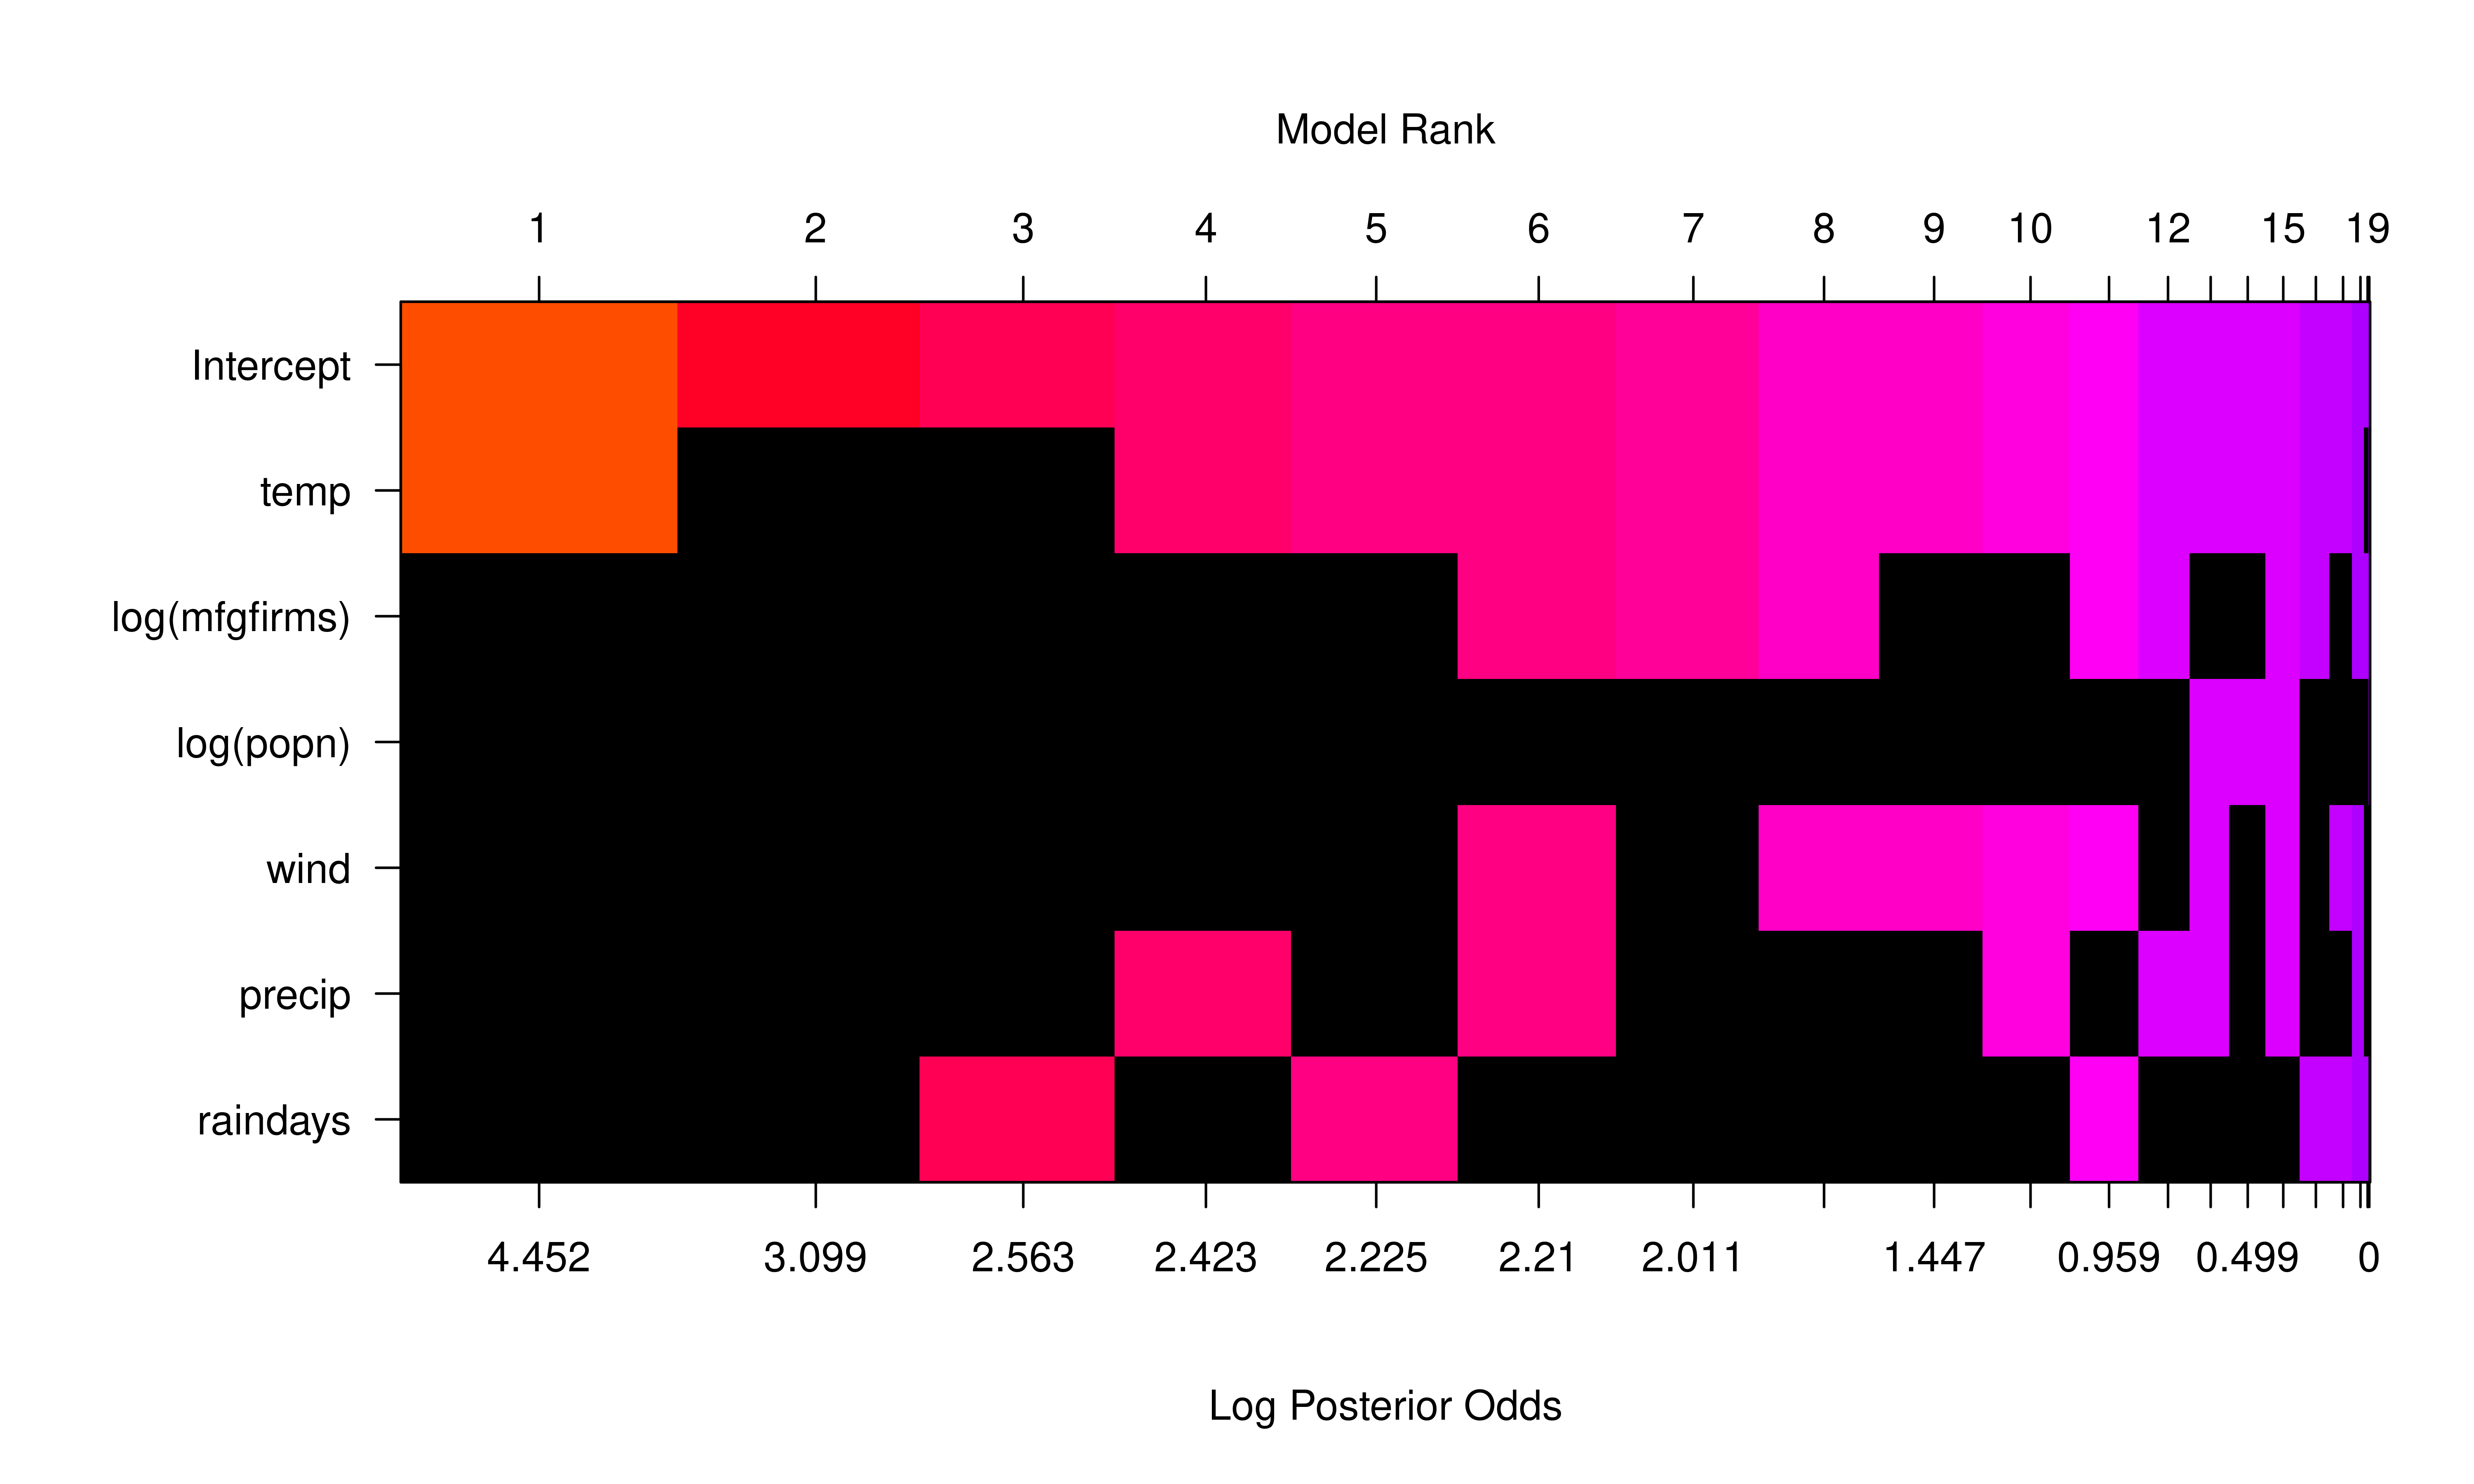 Model Rank
1 2 3 4 5 6 7 8 9 10 12 15 19
Intercept
temp
log(mfgfirms)
log(popn)
wind
precip
raindays
4.452 3.099 2.563 2.423 2.225 2.21 2.011 1.447 0.959 0.499 0
Log Posterior Odds